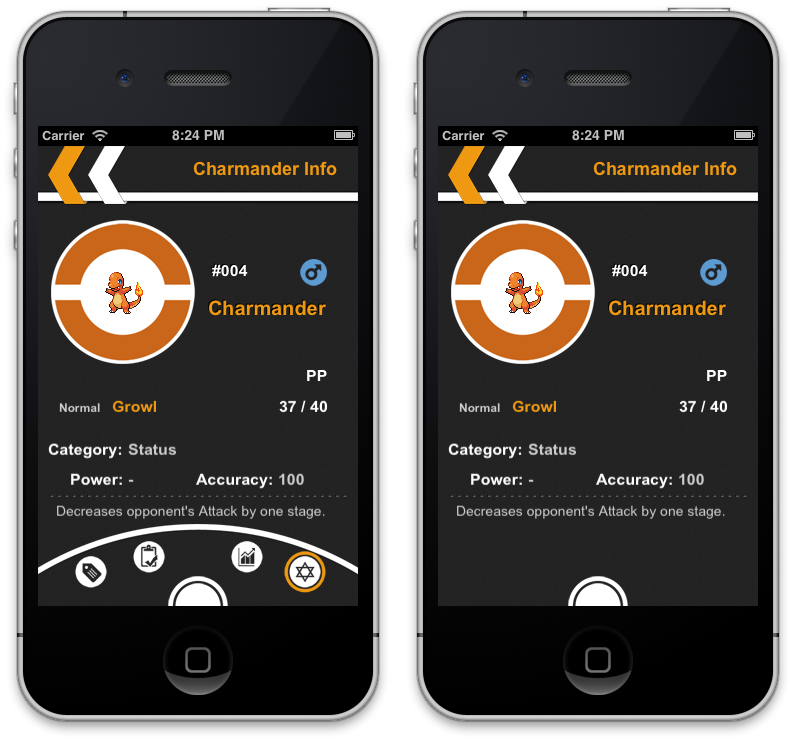 Carrier 8:24 PM
Charmander Info
#004
Charmander
PP
Normal Growl 37 / 40
Category: Status
Power: - Accuracy: 100
Decreases opponent's Attack by one stage.
Carrier 8:24 PM
Charmander Info
#004
Charmander
PP
Normal Growl 37 / 40
Category: Status
Power: - Accuracy: 100
Decreases opponent's Attack by one stage.